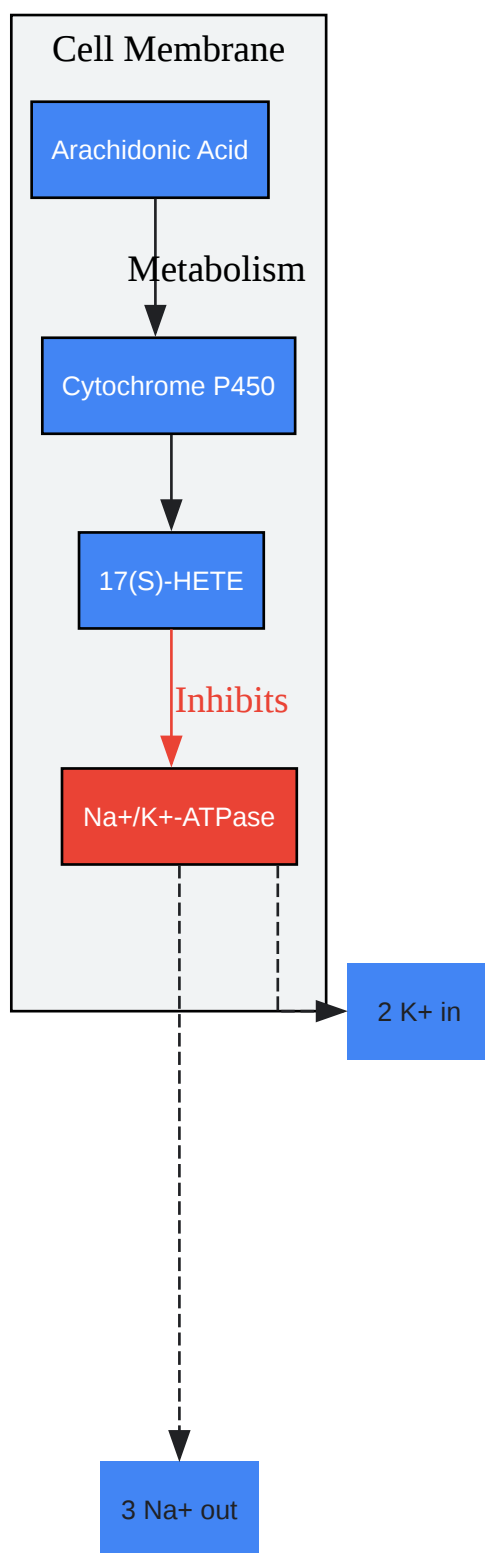 Cell Membrane
Arachidonic Acid
Metabolism
Cytochrome P450
17(S)-HETE
Inhibits
Na+/K+-ATPase
2 K+ in
3 Na+ out